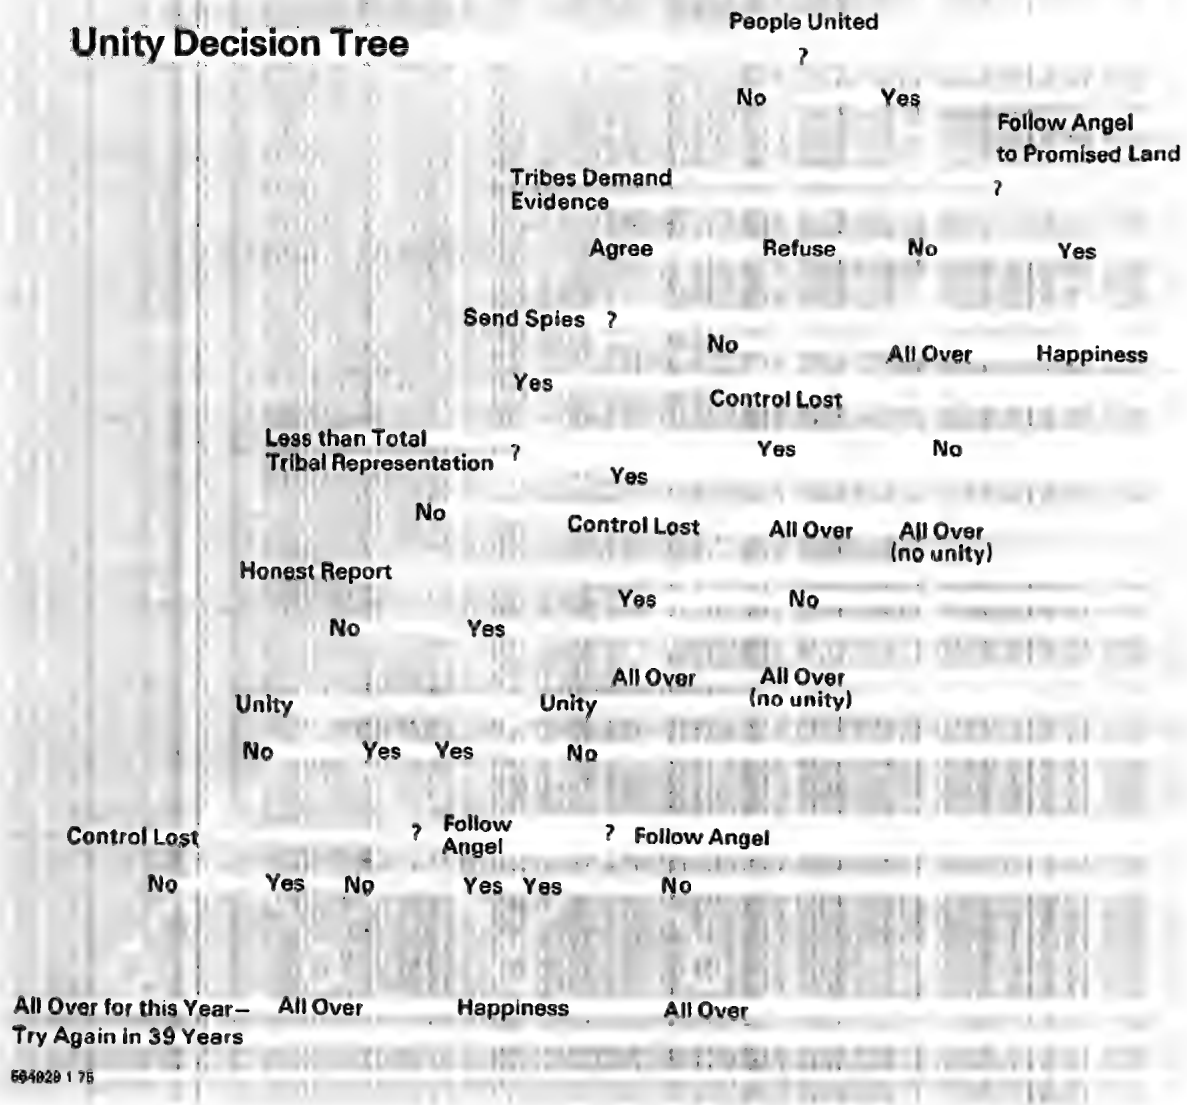 Unity Decision Tree
People United
?
No Yes
Follow Angel
to Promised Land
?
Tribes Demand
Evidence
Agree Refuse No Yes
Send Spies ?
No
All Over Happiness
Yes
Control Lost
Less than Total
Tribal Representation ?
Yes No
Yes
No
Control Lost All Over All Over
(no unity)
Honest Report
Yes No
No Yes
All Over All Over
(no unity)
Unity Unity
No Yes Yes No
Control Lost ? Follow
Angel ? Follow Angel
No Yes No Yes Yes No
All Over for this Year—
Try Again in 39 Years
All Over Happiness All Over